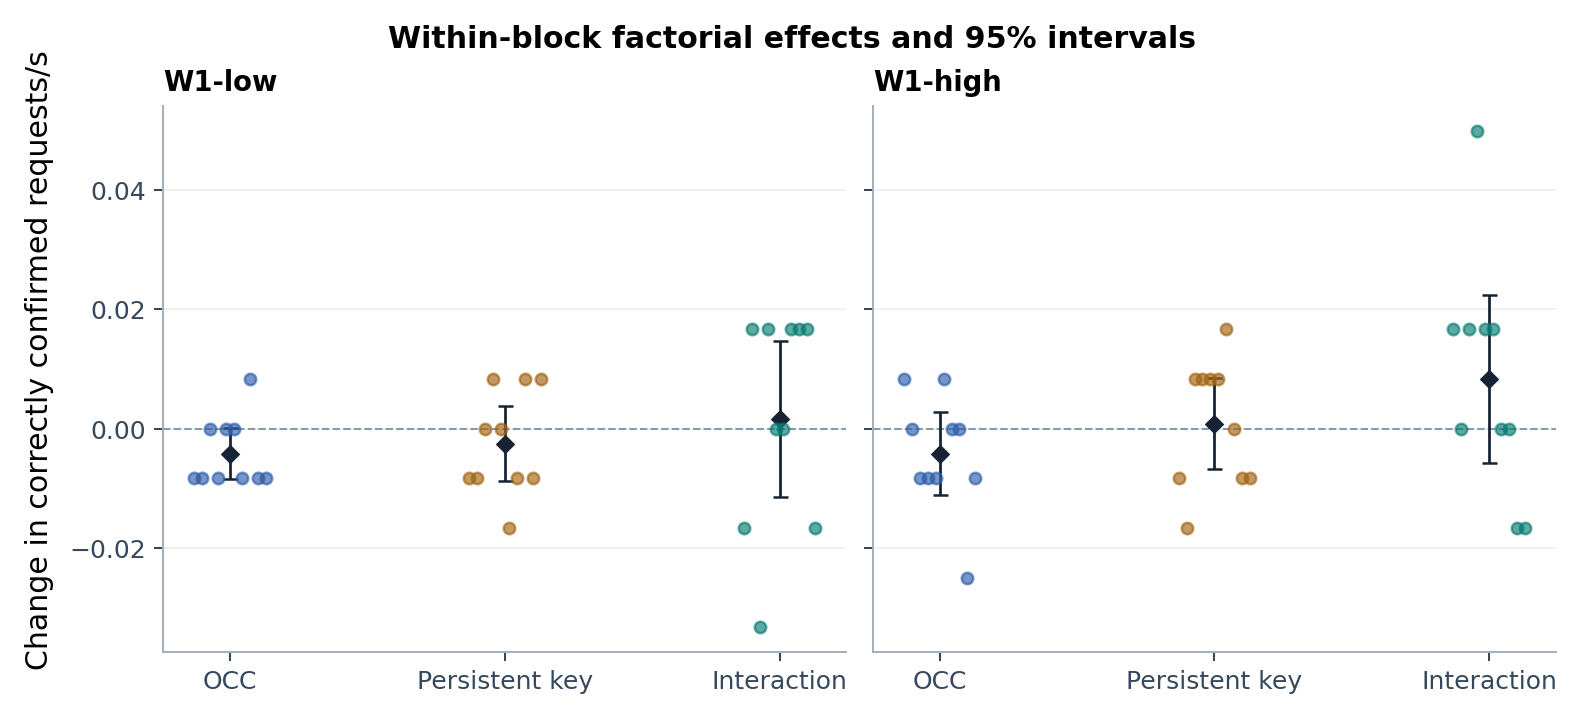 Within-block factorial effects and 95% intervals
W1-low
W1-high
Change in correctly confirmed requests/s
0.04
0.02
0.00
−0.02
OCC
Persistent key
Interaction
OCC
Persistent key
Interaction